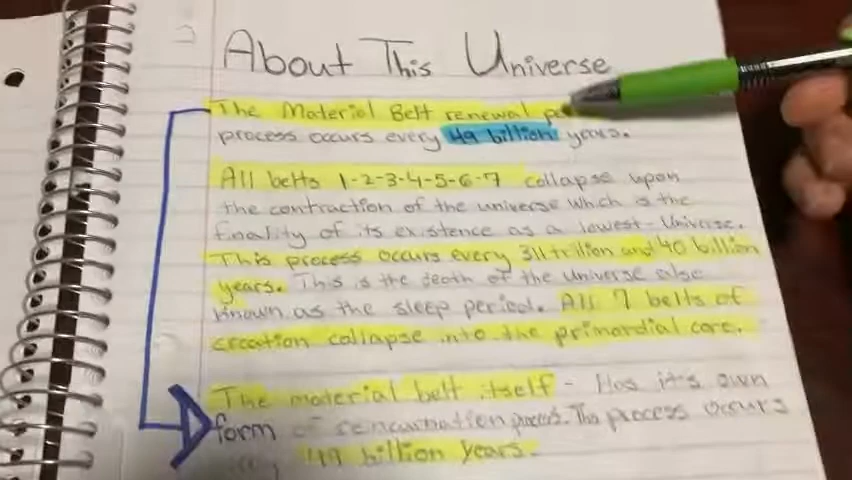 About This Universe
The Material Belt renewal
process occurs every 49 billion years.
All belts 1-2-3-4-5-6-7 collapse upon
the contraction of the universe which is the
finality of its existence as a lowest-Universe.
This process occurs every 311 trillion and 40 billion
years. This is the death of the Universe also
known as the sleep period. All 7 belts of
creation collapse into the primordial core.
The material belt itself - Has it's own
form of reincarnation process. This process occurs
49 billion years.